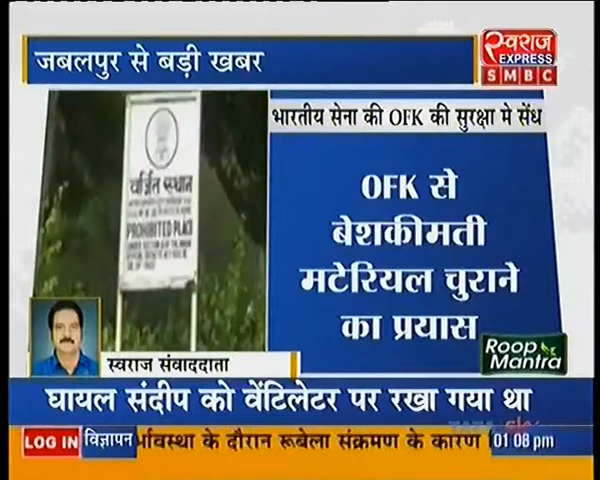 जबलपुर से बड़ी खबर
स्वराज
EXPRESS
SMBC
भारतीय सेना की OFK की सुरक्षा मे सेंध
वर्जित स्थान
PROHIBITED PLACE
OFK से
बेशकीमती
मटेरियल चुराने
का प्रयास
Roop
Mantra
स्वराज संवाददाता
घायल संदीप को वेंटिलेटर पर रखा गया था
LOG IN
विज्ञापन
र्भावस्था के दौरान रूबेला संक्रमण के कारण
01:08 pm